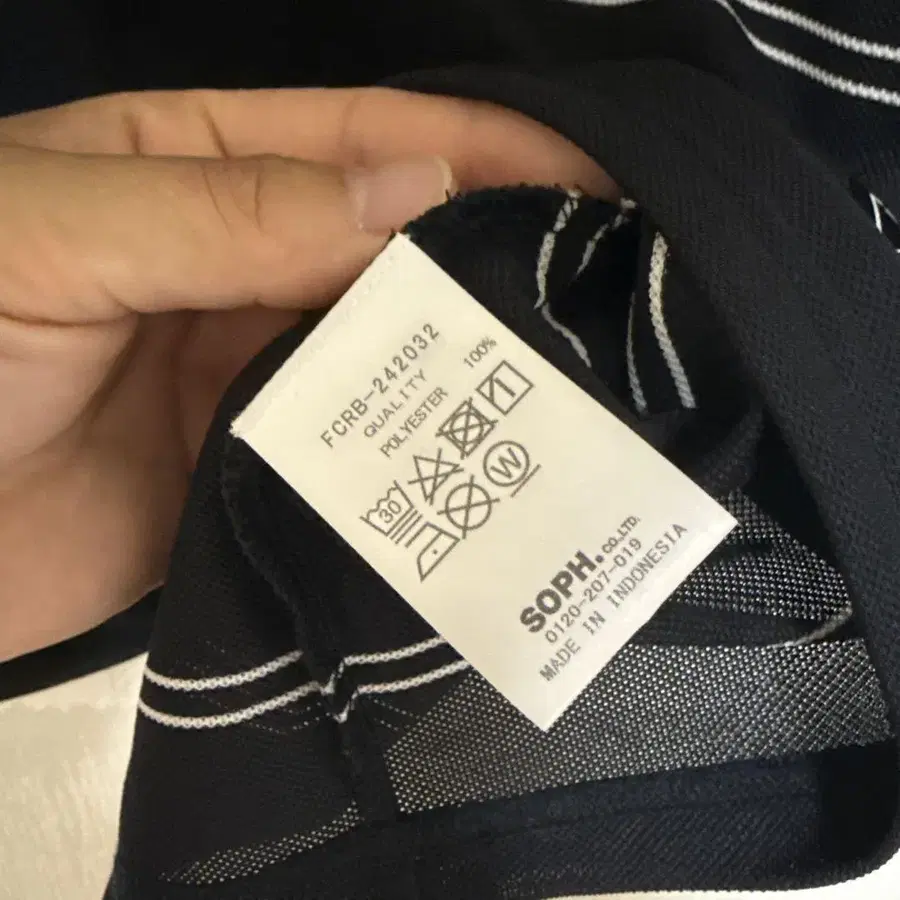 FCRB-242032
QUALITY
POLYESTER 100%
30
W
SOPH. CO.,LTD.
0120-207-019
MADE IN INDONESIA